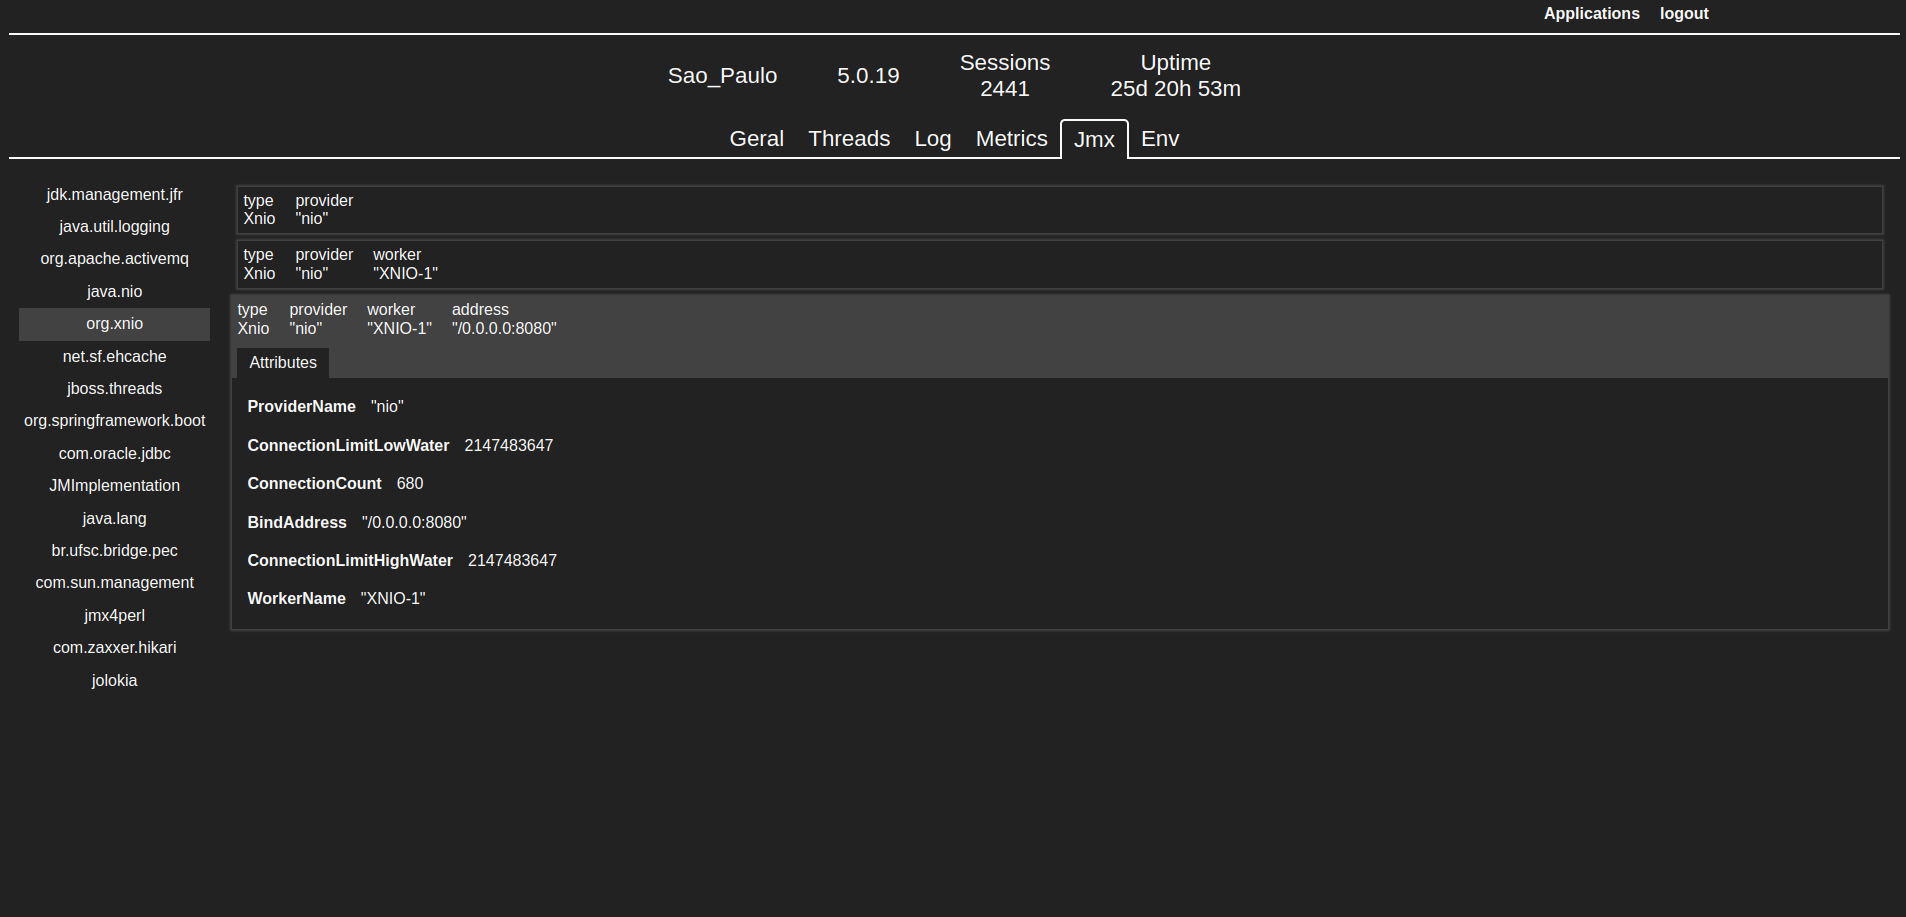 Applications logout
Sao_Paulo 5.0.19 Sessions 2441 Uptime 25d 20h 53m
Geral Threads Log Metrics Jmx Env
jdk.management.jfr
java.util.logging
org.apache.activemq
java.nio
org.xnio
net.sf.ehcache
jboss.threads
org.springframework.boot
com.oracle.jdbc
JMImplementation
java.lang
br.ufsc.bridge.pec
com.sun.management
jmx4perl
com.zaxxer.hikari
jolokia
type provider
Xnio "nio"
type provider worker
Xnio "nio" "XNIO-1"
type provider worker address
Xnio "nio" "XNIO-1" "/0.0.0.0:8080"
Attributes
ProviderName "nio"
ConnectionLimitLowWater 2147483647
ConnectionCount 680
BindAddress "/0.0.0.0:8080"
ConnectionLimitHighWater 2147483647
WorkerName "XNIO-1"